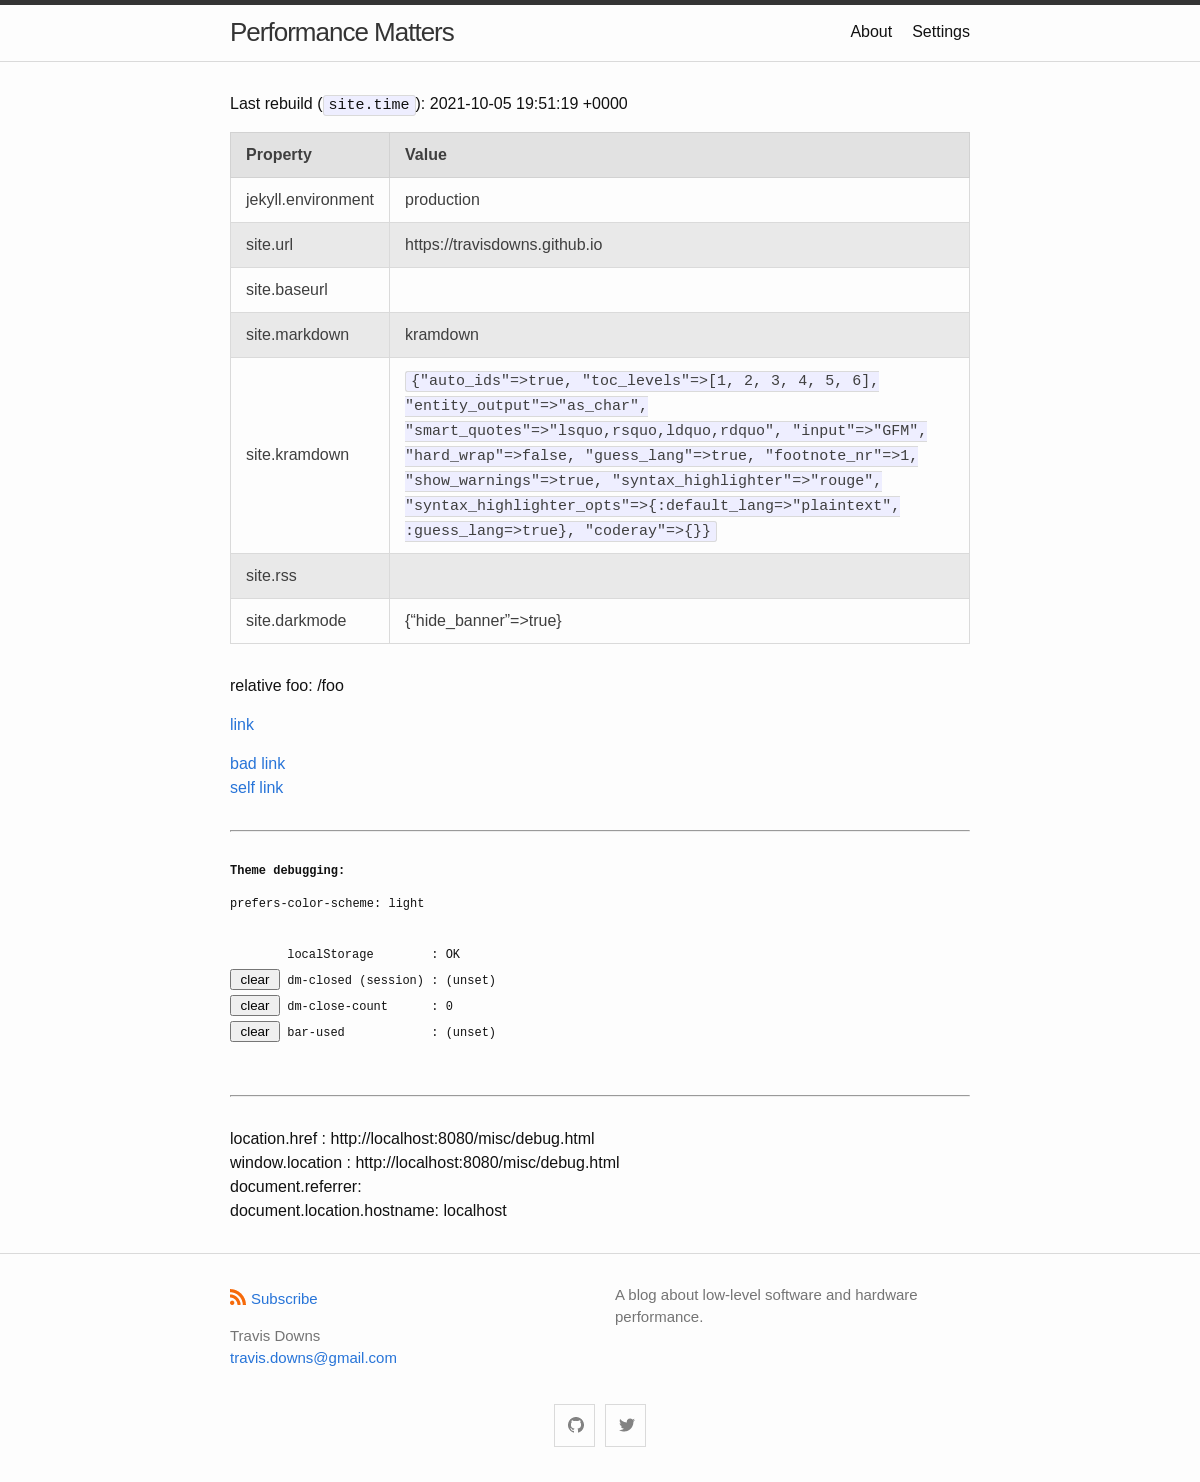 Performance Matters
About Settings
Last rebuild (site.time): 2021-10-05 19:51:19 +0000
Property Value
jekyll.environment production
site.url https://travisdowns.github.io
site.baseurl
site.markdown kramdown
site.kramdown
{"auto_ids"=>true, "toc_levels"=>[1, 2, 3, 4, 5, 6],
"entity_output"=>"as_char",
"smart_quotes"=>"lsquo,rsquo,ldquo,rdquo", "input"=>"GFM",
"hard_wrap"=>false, "guess_lang"=>true, "footnote_nr"=>1,
"show_warnings"=>true, "syntax_highlighter"=>"rouge",
"syntax_highlighter_opts"=>{:default_lang=>"plaintext",
:guess_lang=>true}, "coderay"=>{}}
site.rss
site.darkmode {“hide_banner”=>true}
relative foo: /foo
link
bad link
self link
Theme debugging:
prefers-color-scheme: light
localStorage : OK
clear dm-closed (session) : (unset)
clear dm-close-count : 0
clear bar-used : (unset)
location.href : http://localhost:8080/misc/debug.html
window.location : http://localhost:8080/misc/debug.html
document.referrer:
document.location.hostname: localhost
Subscribe
Travis Downs
travis.downs@gmail.com
A blog about low-level software and hardware
performance.